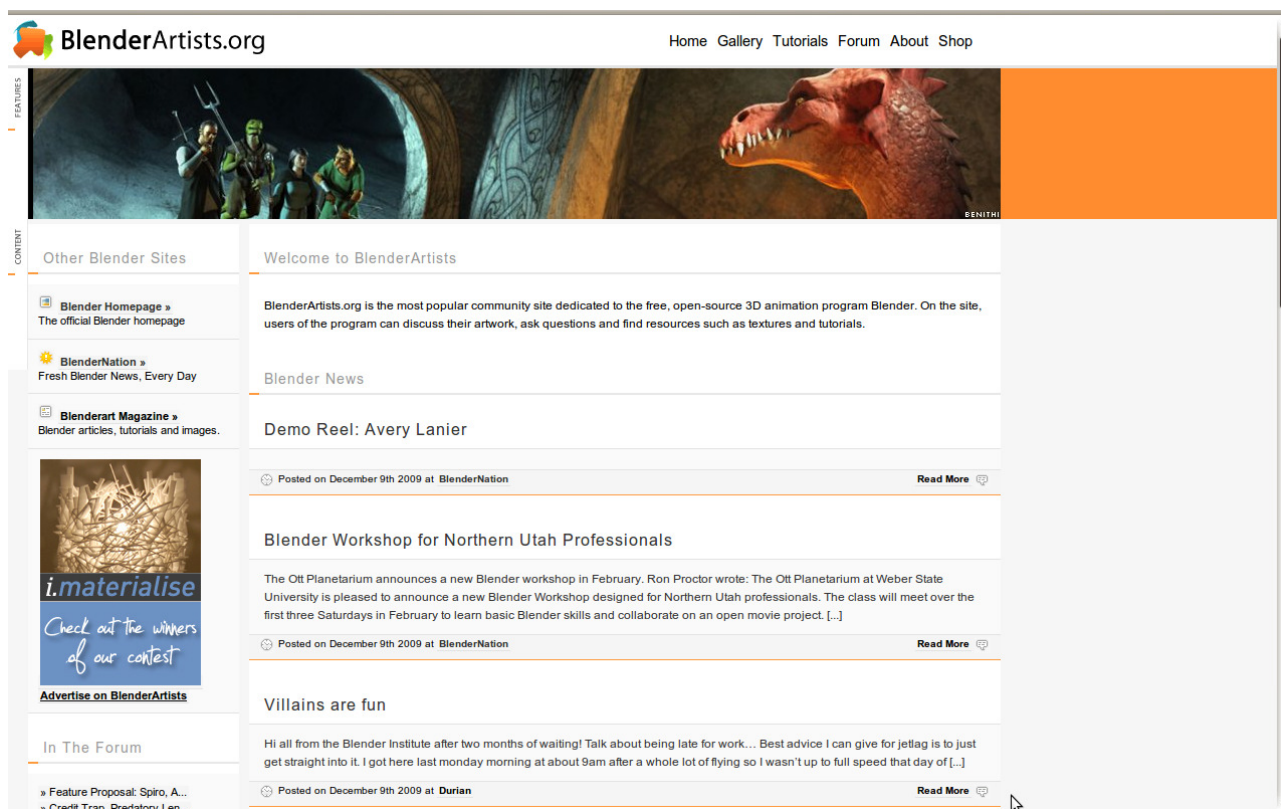 BlenderArtists.org
Home Gallery Tutorials Forum About Shop
FEATURES
BENITHI
CONTENT
Other Blender Sites
Blender Homepage »
The official Blender homepage
BlenderNation »
Fresh Blender News, Every Day
Blenderart Magazine »
Blender articles, tutorials and images.
i.materialise
Check out the winners
of our contest
Advertise on BlenderArtists
In The Forum
» Feature Proposal: Spiro, A...
» Credit Trap, Predatory Len...
Welcome to BlenderArtists
BlenderArtists.org is the most popular community site dedicated to the free, open-source 3D animation program Blender. On the site,
users of the program can discuss their artwork, ask questions and find resources such as textures and tutorials.
Blender News
Demo Reel: Avery Lanier
Posted on December 9th 2009 at BlenderNation Read More
Blender Workshop for Northern Utah Professionals
The Ott Planetarium announces a new Blender workshop in February. Ron Proctor wrote: The Ott Planetarium at Weber State
University is pleased to announce a new Blender Workshop designed for Northern Utah professionals. The class will meet over the
first three Saturdays in February to learn basic Blender skills and collaborate on an open movie project. [...]
Posted on December 9th 2009 at BlenderNation Read More
Villains are fun
Hi all from the Blender Institute after two months of waiting! Talk about being late for work… Best advice I can give for jetlag is to just
get straight into it. I got here last monday morning at about 9am after a whole lot of flying so I wasn't up to full speed that day of [...]
Posted on December 9th 2009 at Durian Read More